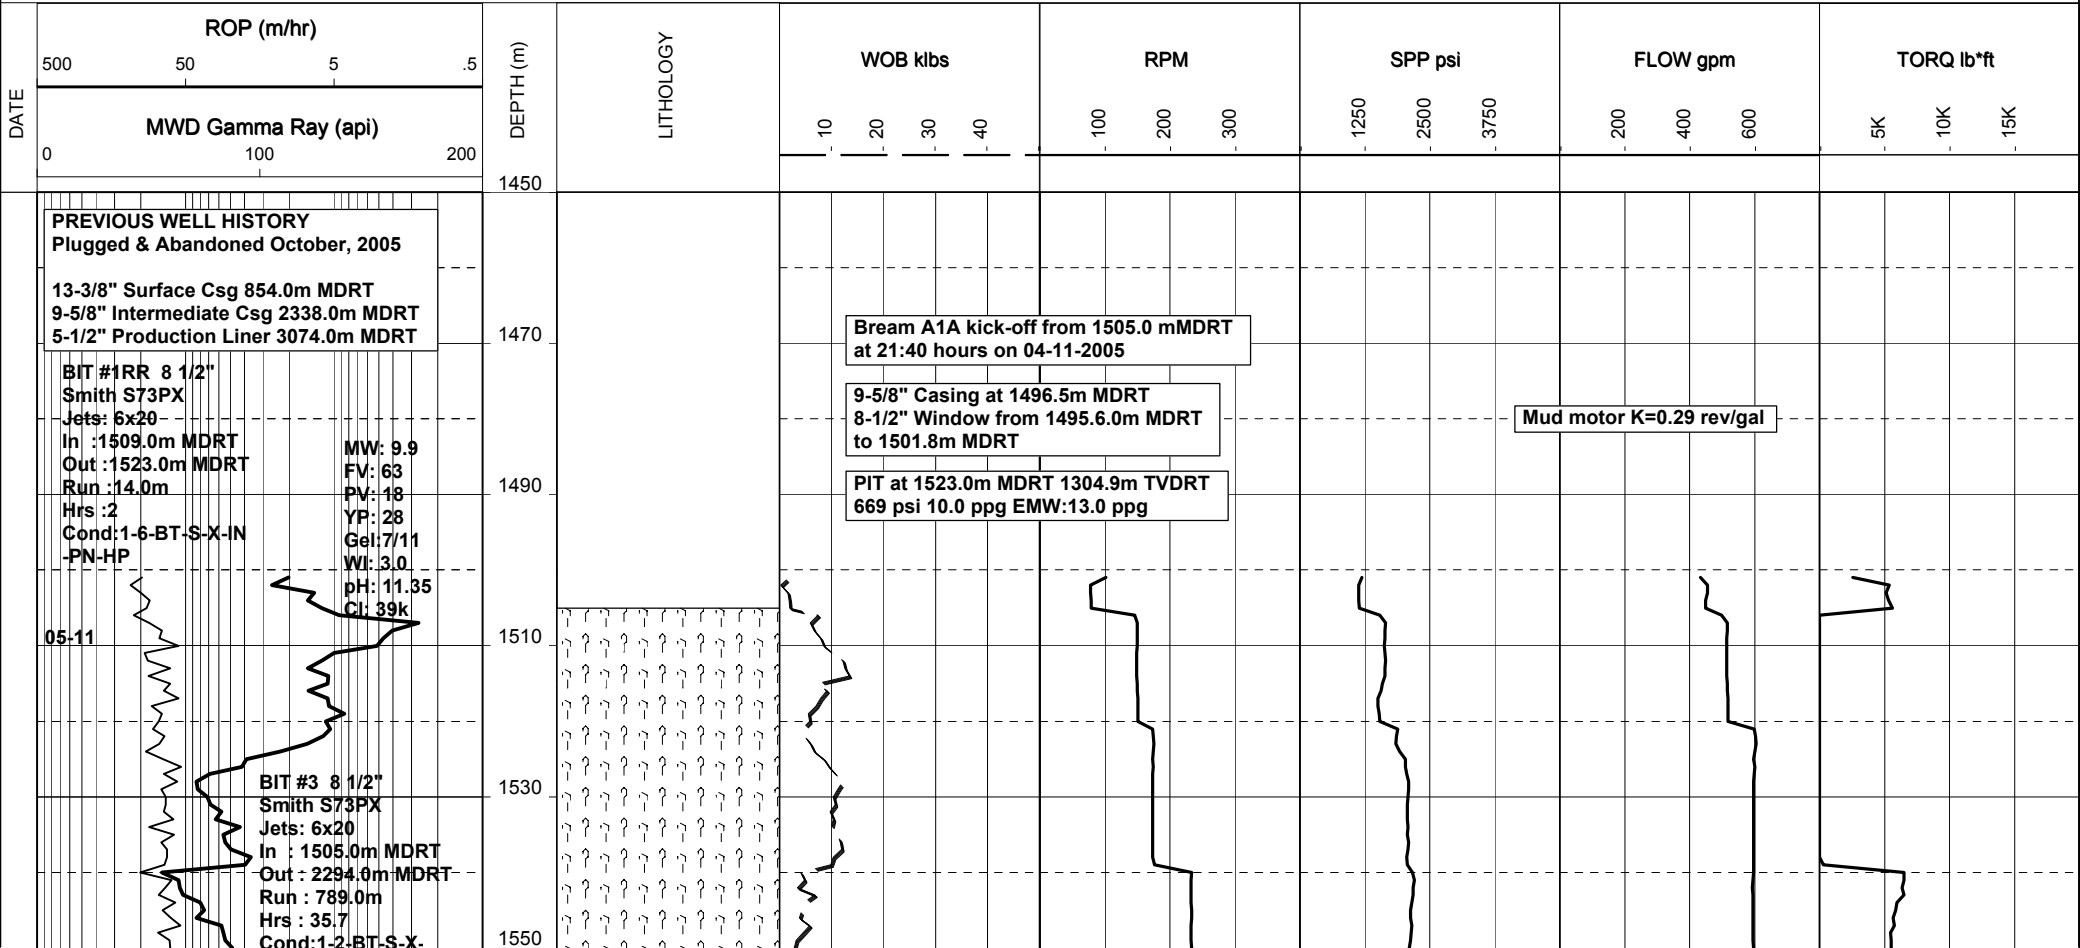 ROP (m/hr)
500 50 5 .5
MWD Gamma Ray (api)
0 100 200
DATE
DEPTH (m)
LITHOLOGY
WOB klbs
10 20 30 40
RPM
100 200 300
SPP psi
1250 2500 3750
FLOW gpm
200 400 600
TORQ lb*ft
5K 10K 15K
1450
1470
1490
1510
1530
1550
PREVIOUS WELL HISTORY
Plugged & Abandoned October, 2005
13-3/8" Surface Csg 854.0m MDRT
9-5/8" Intermediate Csg 2338.0m MDRT
5-1/2" Production Liner 3074.0m MDRT
BIT #1RR 8 1/2"
Smith S73PX
Jets: 6x20
In :1509.0m MDRT
Out :1523.0m MDRT
Run :14.0m
Hrs :2
Cond:1-6-BT-S-X-IN
-PN-HP
MW: 9.9
FV: 63
PV: 18
YP: 28
Gel:7/11
Wl: 3.0
pH: 11.35
Cl: 39k
05-11
BIT #3 8 1/2"
Smith S73PX
Jets: 6x20
In : 1505.0m MDRT
Out : 2294.0m MDRT
Run : 789.0m
Hrs : 35.7
Cond:1-2-BT-S-X-
Bream A1A kick-off from 1505.0 mMDRT
at 21:40 hours on 04-11-2005
9-5/8" Casing at 1496.5m MDRT
8-1/2" Window from 1495.6.0m MDRT
to 1501.8m MDRT
PIT at 1523.0m MDRT 1304.9m TVDRT
669 psi 10.0 ppg EMW:13.0 ppg
Mud motor K=0.29 rev/gal